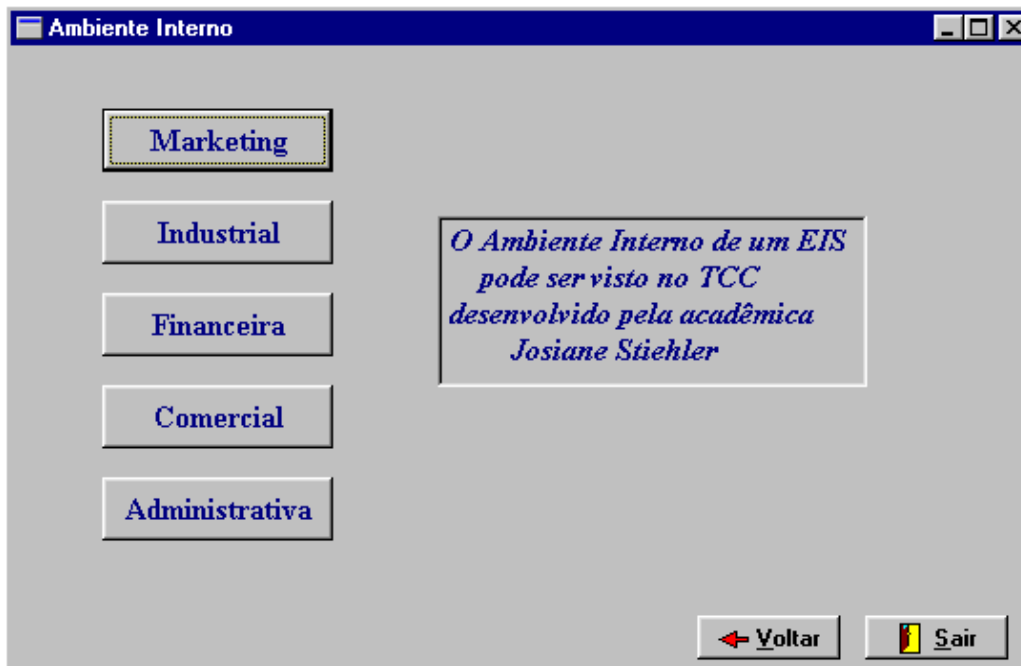 Ambiente Interno
Marketing
Industrial
Financeira
Comercial
Administrativa
O Ambiente Interno de um EIS
pode ser visto no TCC
desenvolvido pela acadêmica
Josiane Stiehler
Voltar
Sair